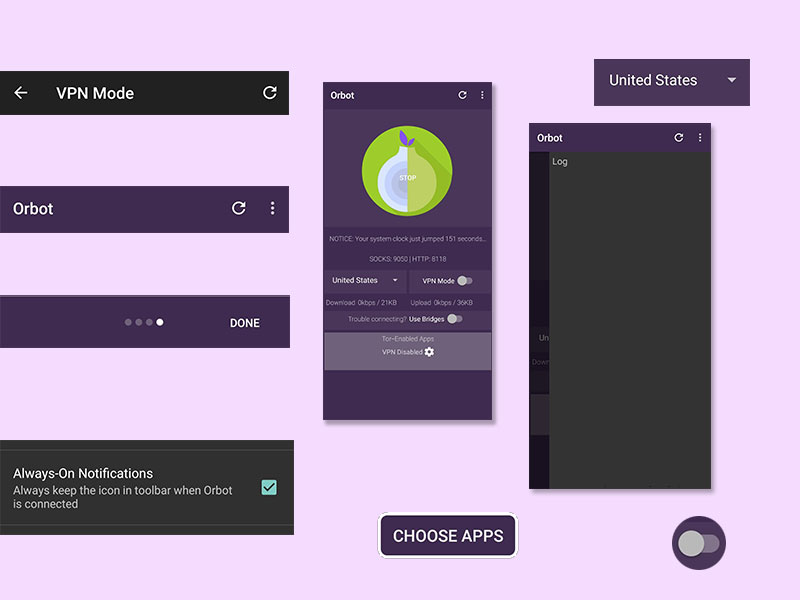 VPN Mode
Orbot
DONE
Always-On Notifications
Always keep the icon in toolbar when Orbot
is connected
Orbot
STOP
NOTICE: Your system clock just jumped 151 seconds...
SOCKS: 9050 | HTTP: 8118
United States
VPN Mode
Download 0kbps / 21KB
Upload 0kbps / 36KB
Trouble connecting? Use Bridges
Tor-Enabled Apps
VPN Disabled
CHOOSE APPS
United States
Orbot
Log
Un
Down